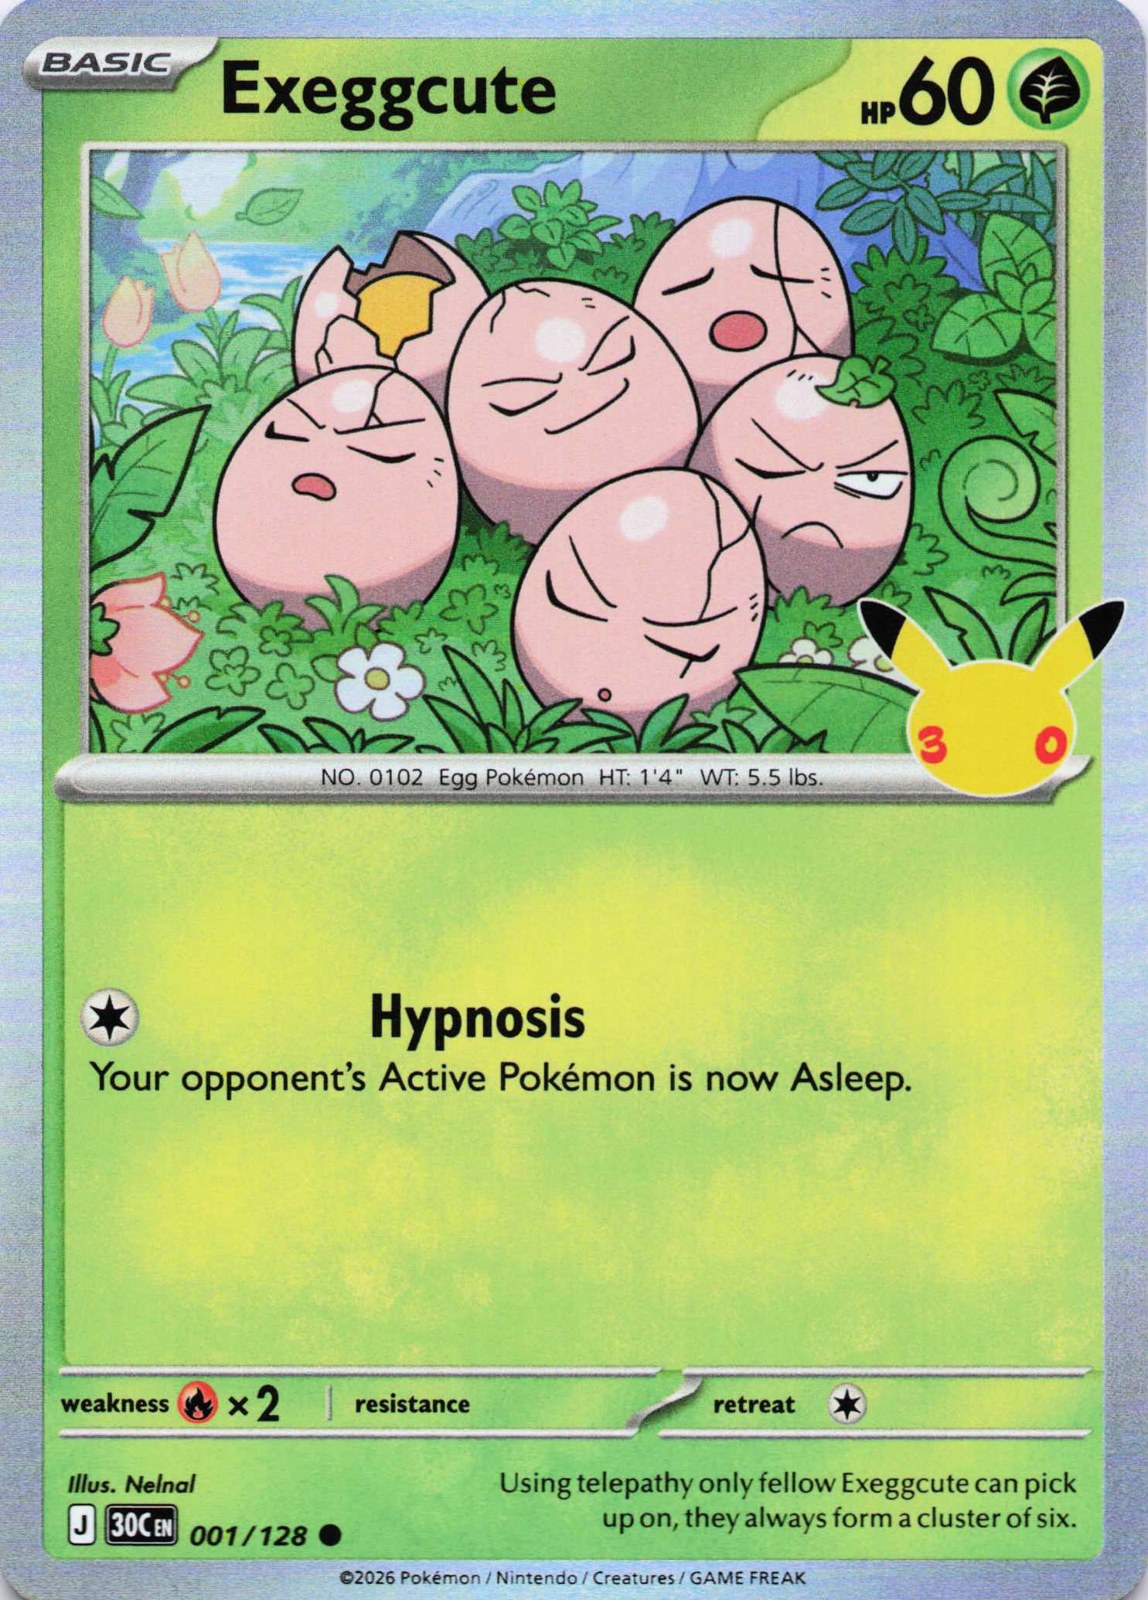 BASIC
Exeggcute
HP 60
30
NO. 0102 Egg Pokémon HT: 1'4" WT: 5.5 lbs.
Hypnosis
Your opponent's Active Pokémon is now Asleep.
weakness ×2 resistance retreat
Illus. Nelnal
Using telepathy only fellow Exeggcute can pick
up on, they always form a cluster of six.
J 30C EN 001/128
©2026 Pokémon / Nintendo / Creatures / GAME FREAK